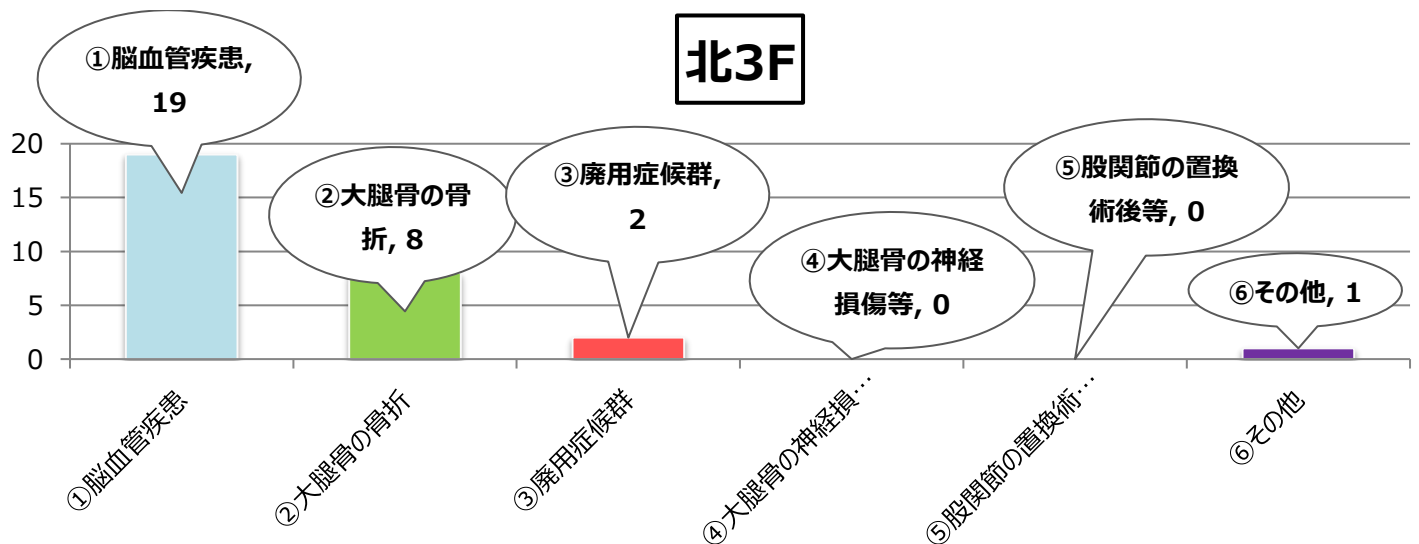 北3F
①脳血管疾患,
19
②大腿骨の骨
折, 8
③廃用症候群,
2
④大腿骨の神経
損傷等, 0
⑤股関節の置換
術後等, 0
⑥その他, 1
20
15
10
5
0
①脳血管疾患
②大腿骨の骨折
③廃用症候群
④大腿骨の神経損…
⑤股関節の置換術…
⑥その他